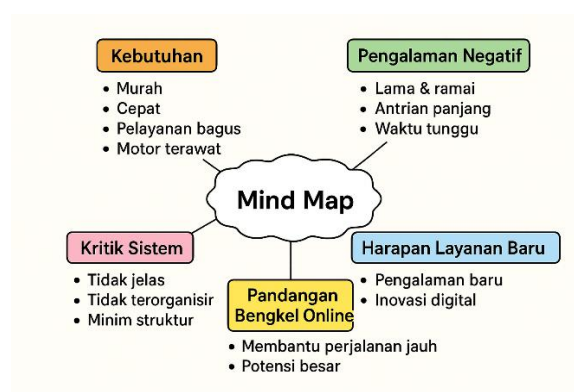 Kebutuhan
• Murah
• Cepat
• Pelayanan bagus
• Motor terawat
Pengalaman Negatif
• Lama & ramai
• Antrian panjang
• Waktu tunggu
Mind Map
Kritik Sistem
• Tidak jelas
• Tidak terorganisir
• Minim struktur
Pandangan
Bengkel Online
• Membantu perjalanan jauh
• Potensi besar
Harapan Layanan Baru
• Pengalaman baru
• Inovasi digital